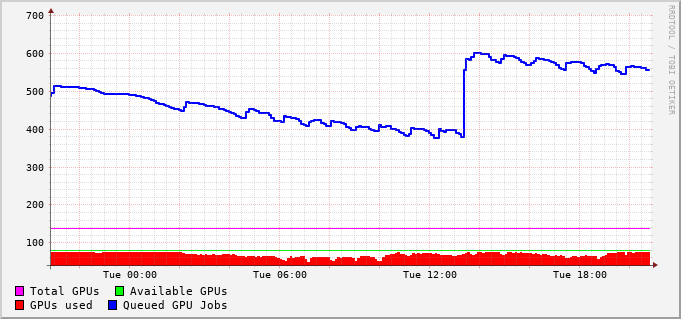 700
600
500
400
300
200
100
Tue 00:00 Tue 06:00 Tue 12:00 Tue 18:00
Total GPUs Available GPUs
GPUs used Queued GPU Jobs
RRDTOOL / TOBI OETIKER